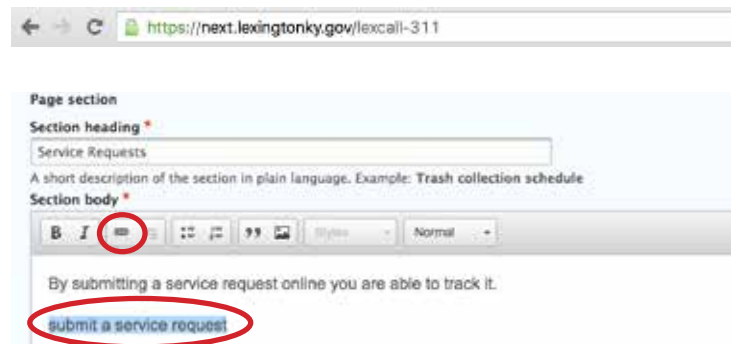 https://next.lexingtonky.gov/lexcall-311
Page section
Section heading *
Service Requests
A short description of the section in plain language. Example: Trash collection schedule
Section body *
B I Styles Normal
By submitting a service request online you are able to track it.
submit a service request